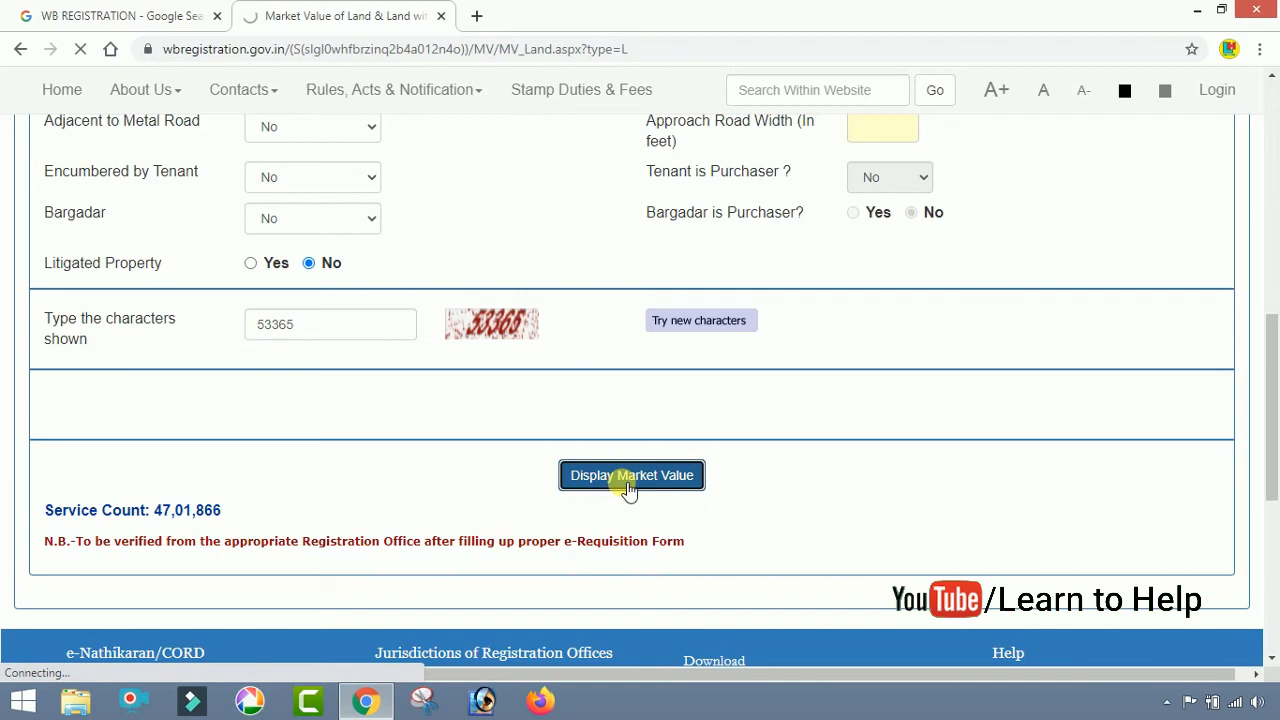 WB REGISTRATION - Google Sea
Market Value of Land & Land wit
wbregistration.gov.in/(S(slgl0whfbrzinq2b4a012n4o))/MV/MV_Land.aspx?type=L
Home About Us Contacts Rules, Acts & Notification Stamp Duties & Fees Search Within Website Go A+ A A- Login
Adjacent to Metal Road No Approach Road Width (In
feet)
Encumbered by Tenant No Tenant is Purchaser ? No
Bargadar No Bargadar is Purchaser? Yes No
Litigated Property Yes No
Type the characters
shown 53365 53365 Try new characters
Display Market Value
Service Count: 47,01,866
N.B.-To be verified from the appropriate Registration Office after filling up proper e-Requisition Form
YouTube/Learn to Help
e-Nathikaran/CORD Jurisdictions of Registration Offices Download Help
Connecting...